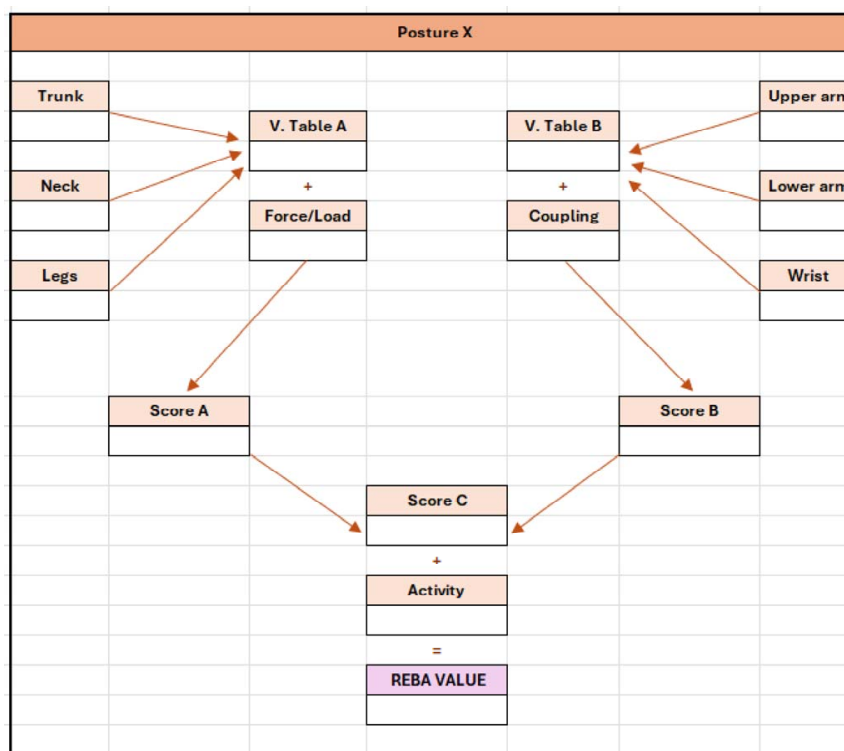 Posture X
Trunk
Upper arm
V. Table A
V. Table B
+
+
Neck
Lower arm
Force/Load
Coupling
Legs
Wrist
Score A
Score B
Score C
+
Activity
=
REBA VALUE